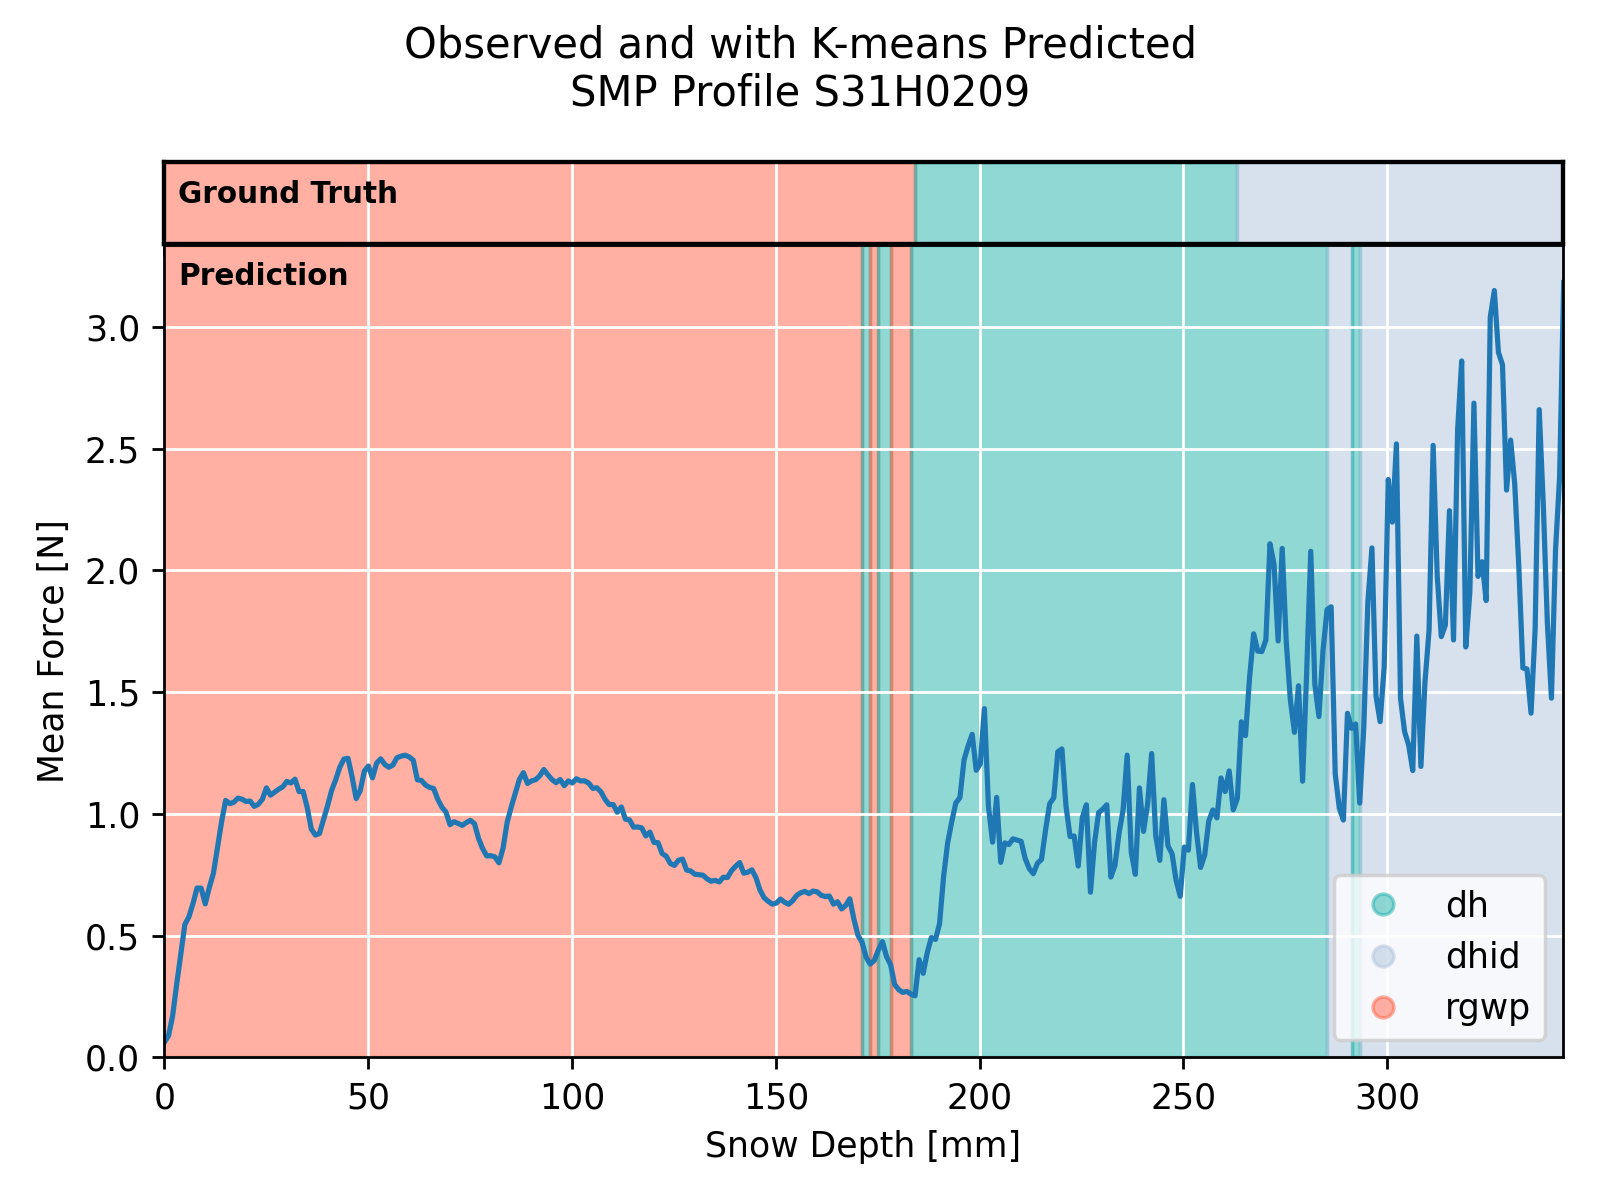 Observed and with K-means Predicted
SMP Profile S31H0209
Ground Truth
Prediction
3.0
2.5
2.0
1.5
1.0
0.5
0.0
Mean Force [N]
dh
dhid
rgwp
0 50 100 150 200 250 300
Snow Depth [mm]